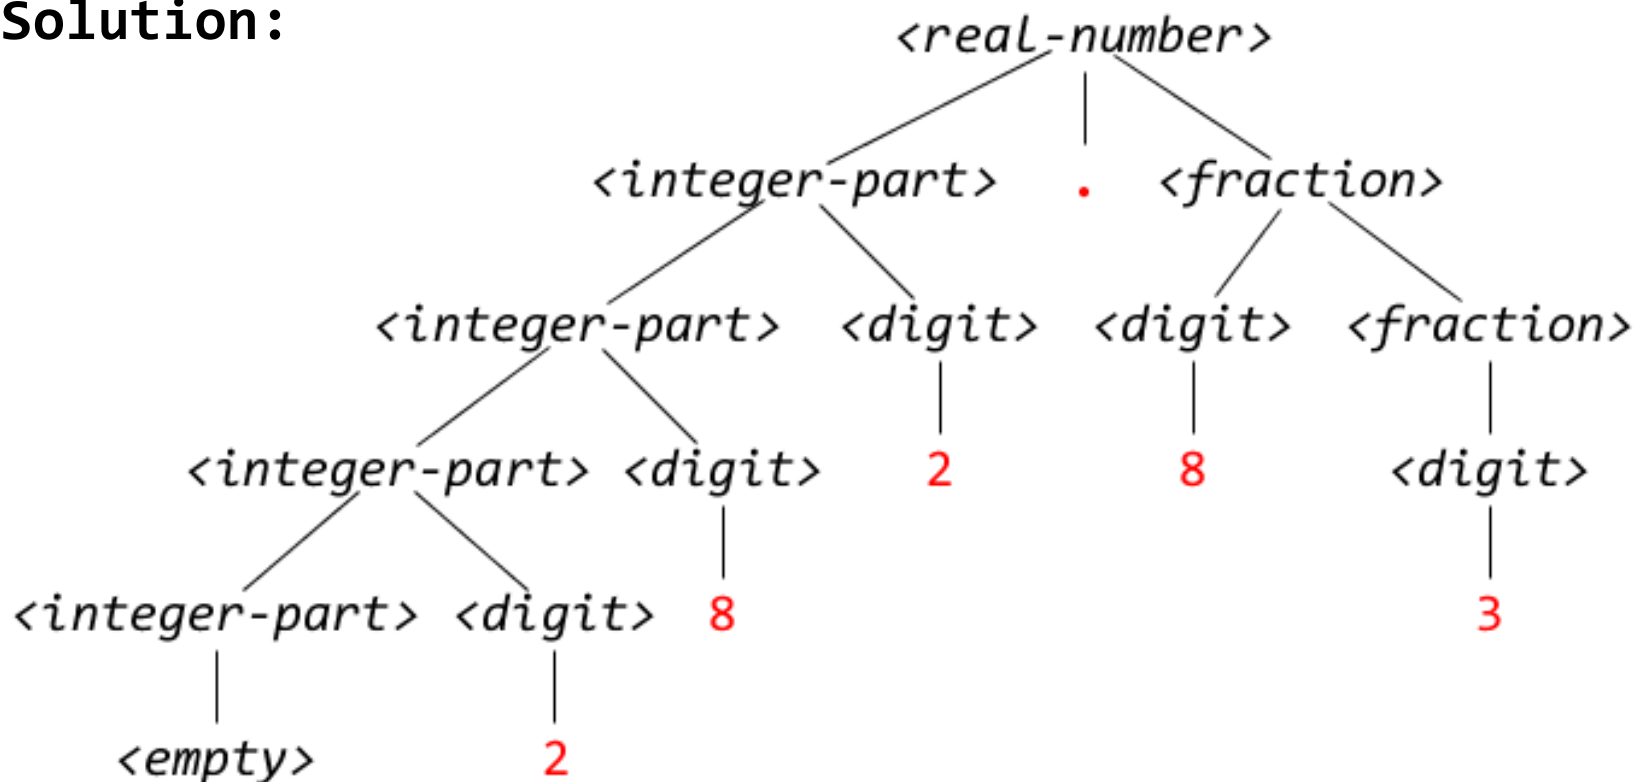 Solution:
<real-number>
<integer-part> . <fraction>
<integer-part> <digit> <digit> <fraction>
<integer-part> <digit> 2 8 <digit>
<integer-part> <digit> 8 3
<empty> 2